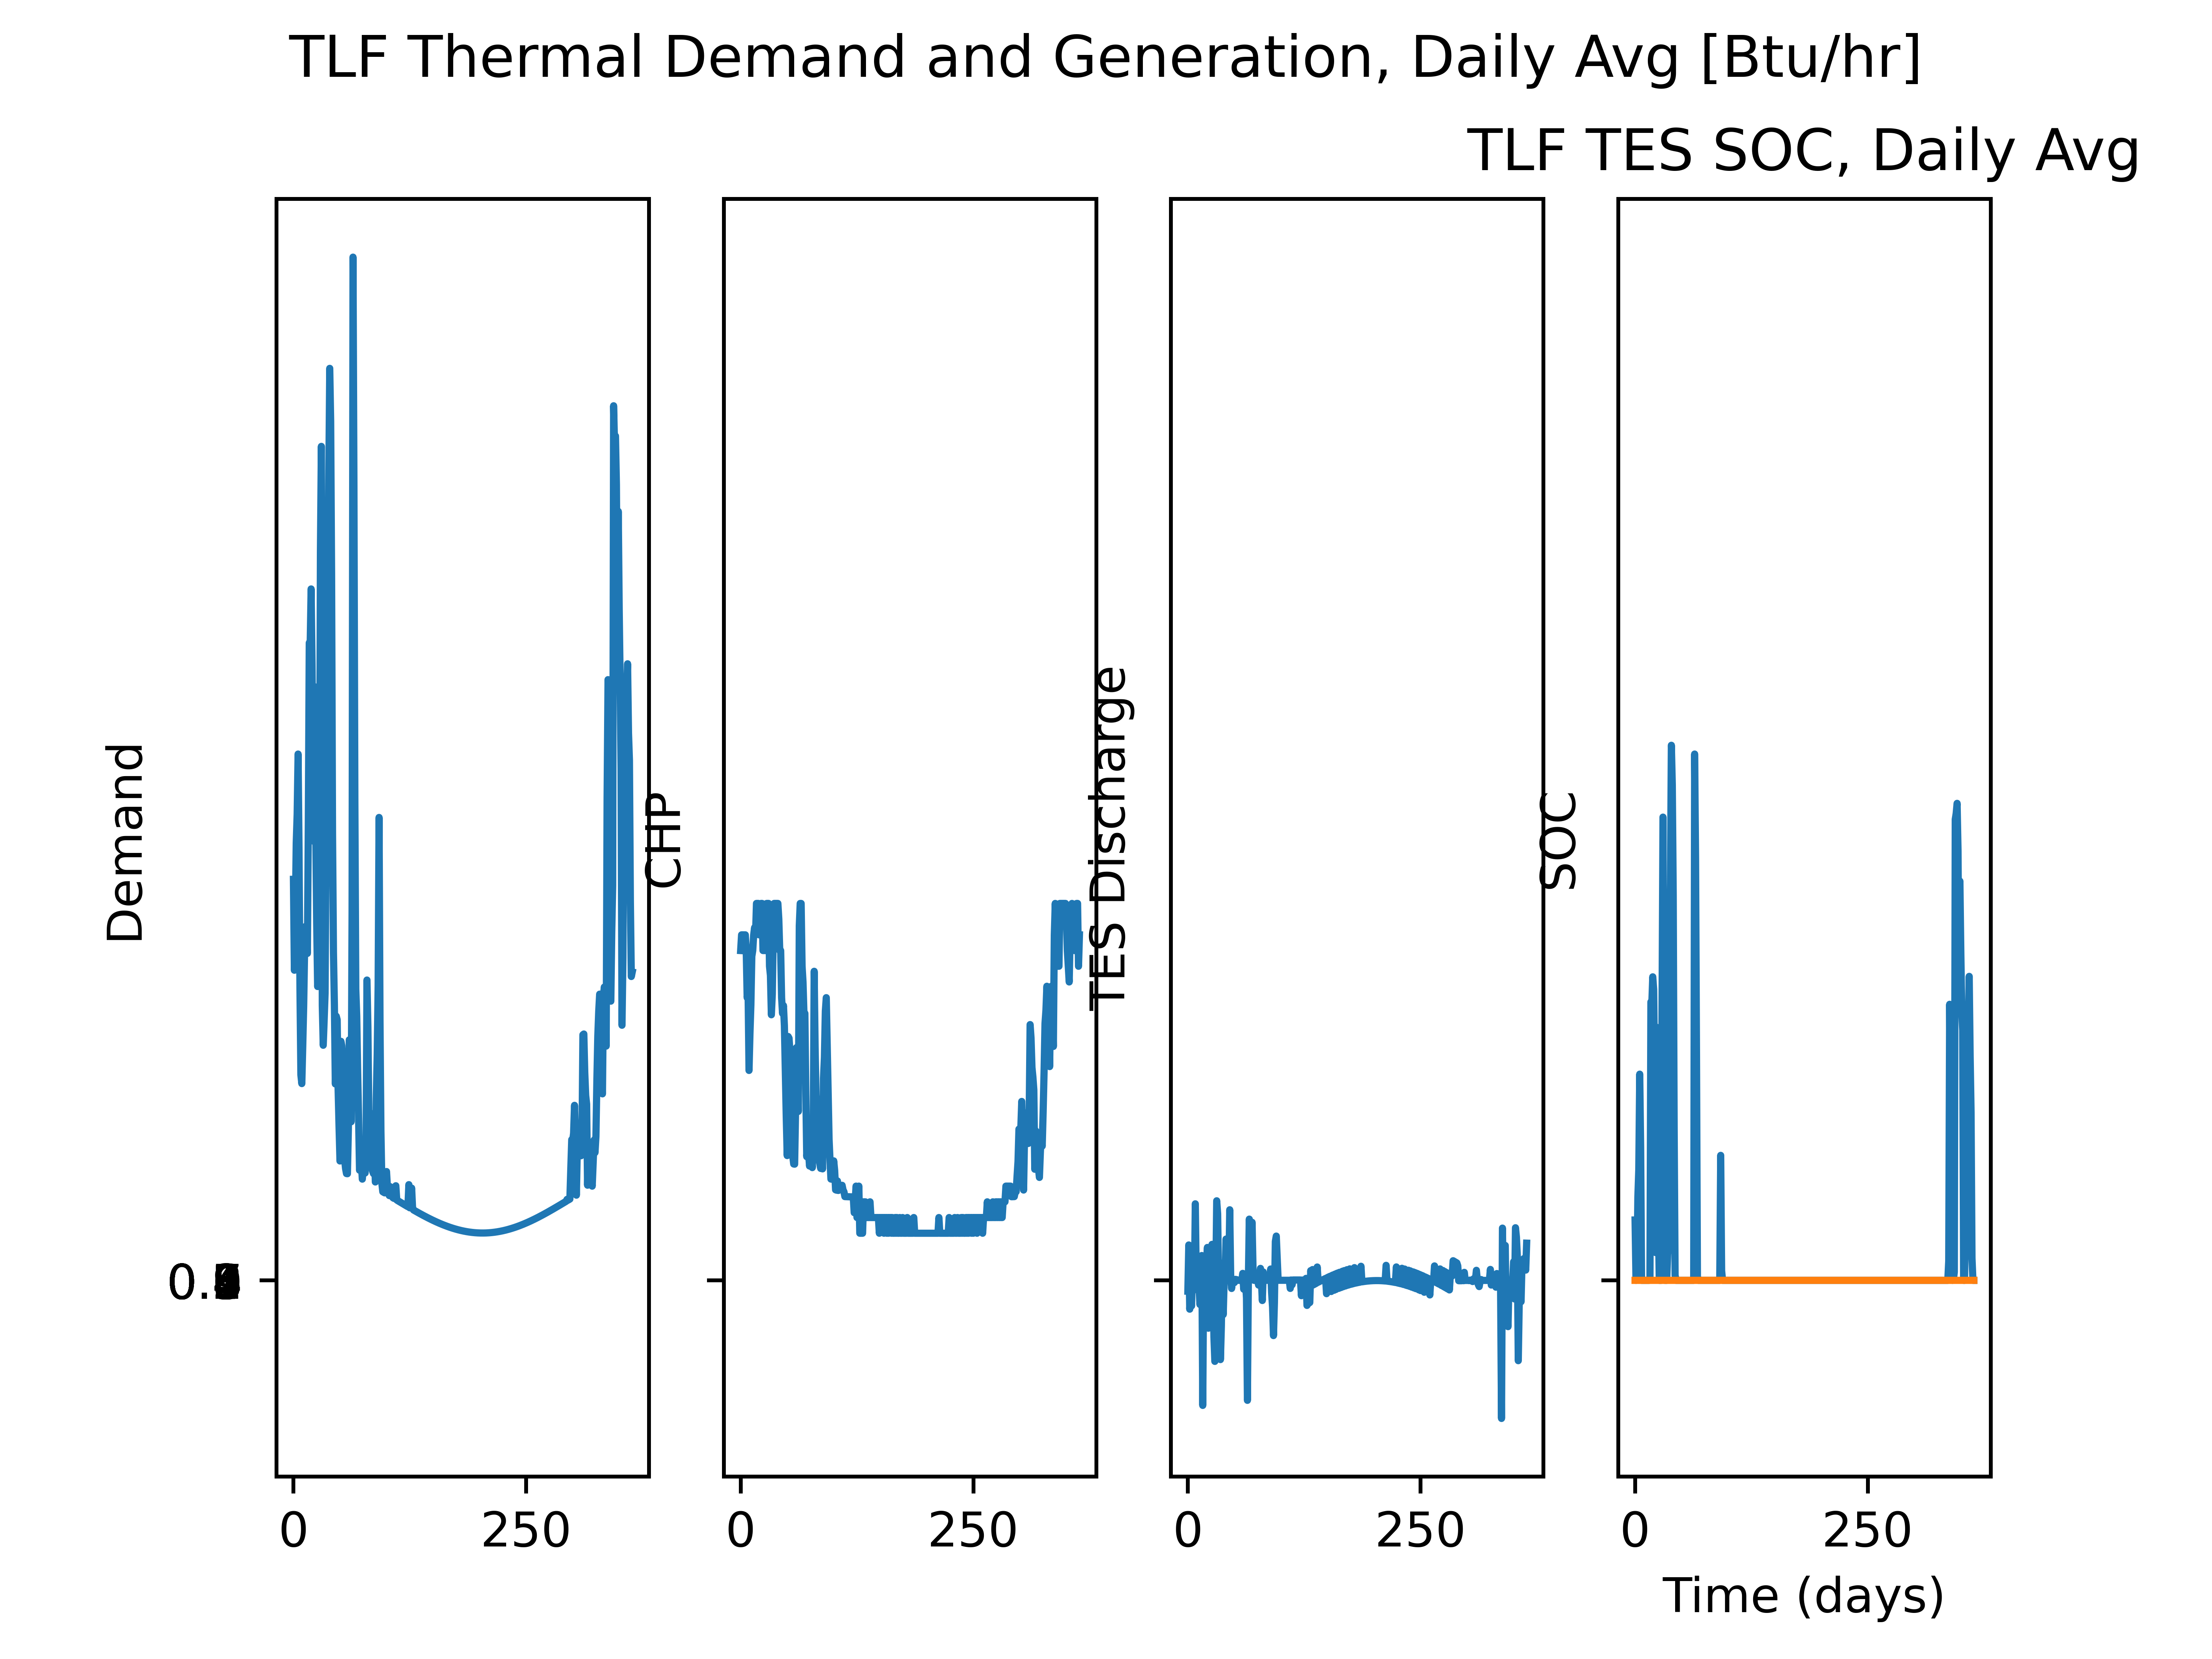 TLF Thermal Demand and Generation, Daily Avg [Btu/hr]
TLF TES SOC, Daily Avg
Demand
CHP
TES Discharge
SOC
0 250
0 250
0 250
0 250
Time (days)